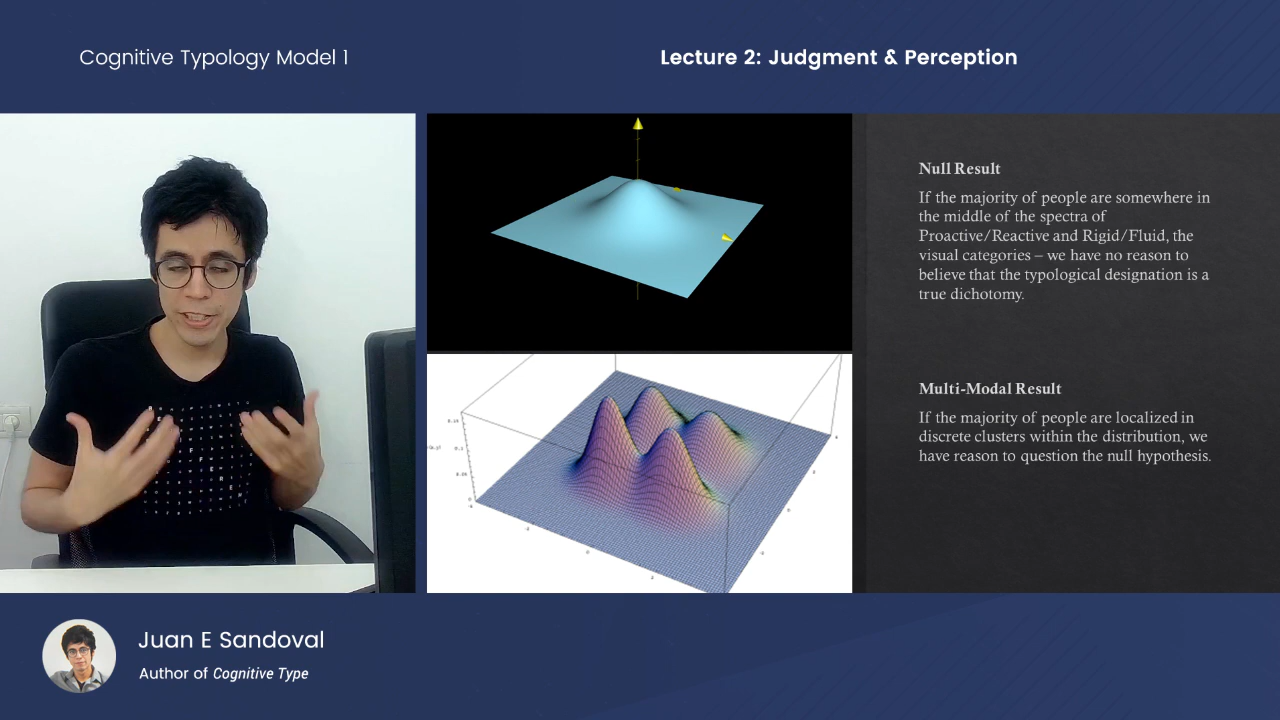 Cognitive Typology Model 1
Lecture 2: Judgment & Perception
Null Result
If the majority of people are somewhere in
the middle of the spectra of
Proactive/Reactive and Rigid/Fluid, the
visual categories – we have no reason to
believe that the typological designation is a
true dichotomy.
Multi-Modal Result
If the majority of people are localized in
discrete clusters within the distribution, we
have reason to question the null hypothesis.
Juan E Sandoval
Author of Cognitive Type